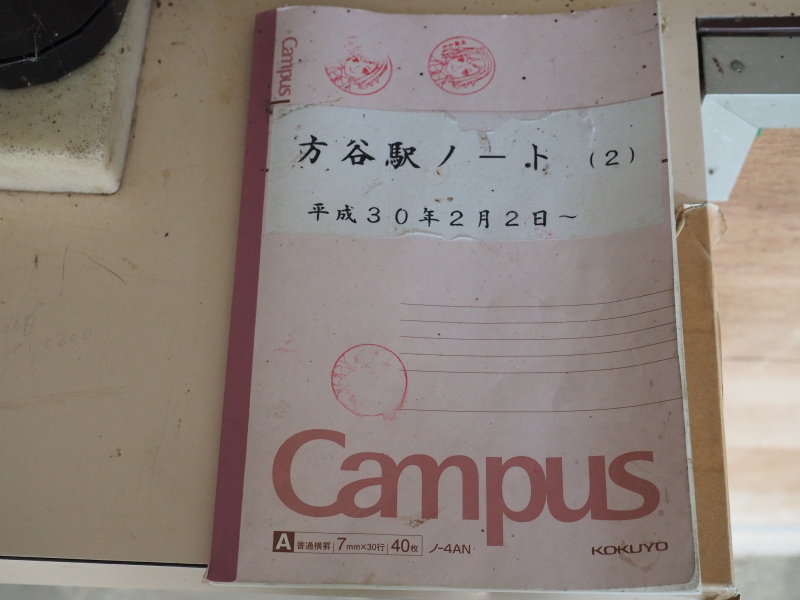 Campus
方谷駅ノート（2）
平成30年2月2日～
Campus
A 普通横罫 7mm×30行 40枚 ノ-4AN
KOKUYO